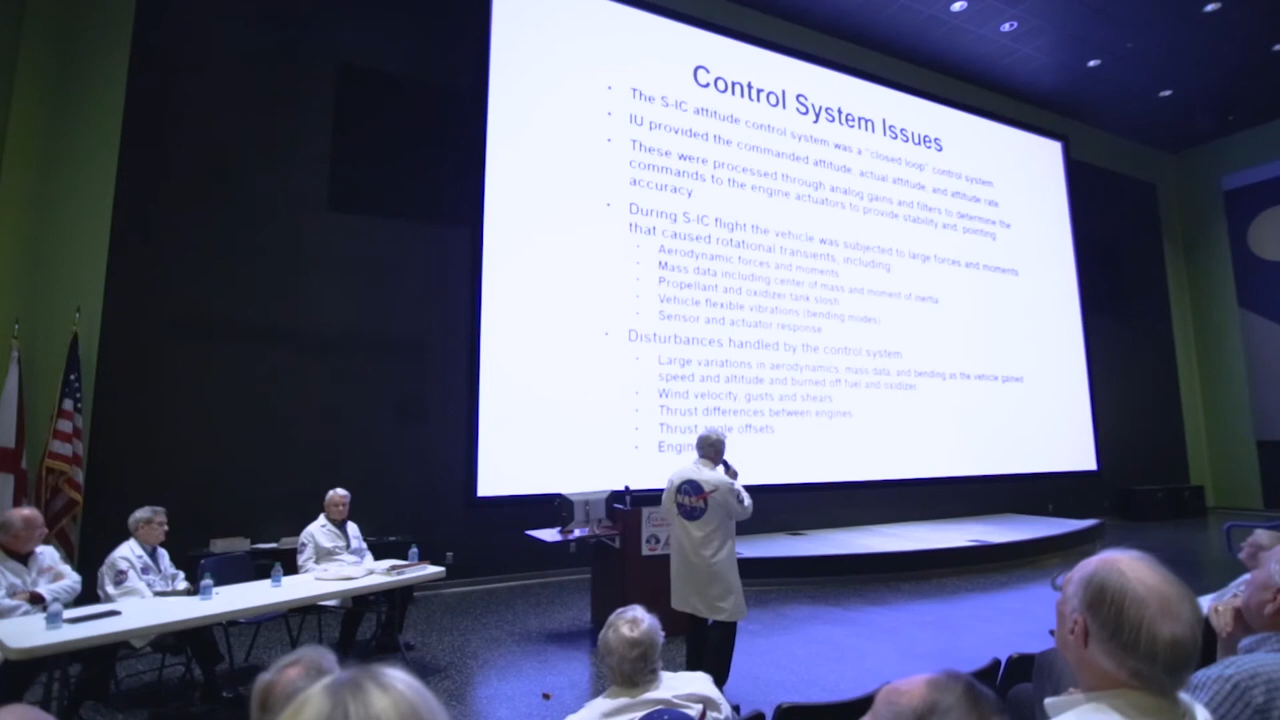 Control System Issues
The S-IC attitude control system was a "closed loop" control system.
IU provided the commanded attitude, actual attitude, and attitude rate
These were processed through analog gains and filters to determine the
commands to the engine actuators to provide stability and, pointing
accuracy
During S-IC flight the vehicle was subjected to large forces and moments
that caused rotational transients, including:
Aerodynamic forces and moments
Mass data including center of mass and moment of inertia
Propellant and oxidizer tank slosh
Vehicle flexible vibrations (bending modes)
Sensor and actuator response
Disturbances handled by the control system
Large variations in aerodynamics, mass data, and bending as the vehicle gained
speed and altitude and burned off fuel and oxidizer
Wind velocity, gusts and shears
Thrust differences between engines
Thrust angle offsets
Engin
NASA